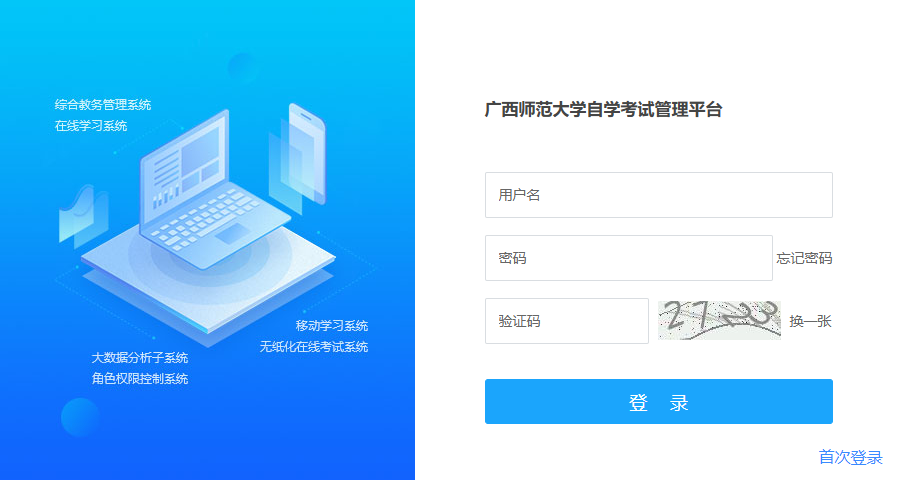 综合教务管理系统
在线学习系统
移动学习系统
无纸化在线考试系统
大数据分析子系统
角色权限控制系统
广西师范大学自学考试管理平台
用户名
密码
忘记密码
验证码
换一张
登 录
首次登录